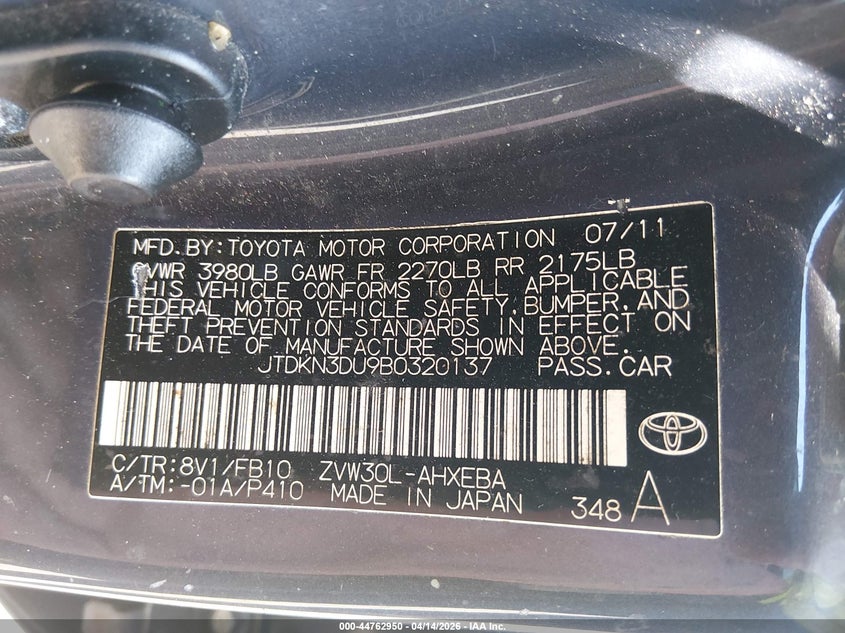 MFD.BY:TOYOTA MOTOR CORPORATION 07/11
VWR 3980LB GAWR FR 2270LB RR 2175LB
THIS VEHICLE CONFORMS TO ALL APPLICABLE
FEDERAL MOTOR VEHICLE SAFETY,BUMPER,AND
THEFT PREVENTION STANDARDS IN EFFECT ON
THE DATE OF MANUFACTURE SHOWN ABOVE.
JTDKN3DU9B0320137 PASS.CAR
C/TR:8V1/FB10 ZVW30L-AHXEBA
A/TM:-01A/P410 MADE IN JAPAN 348 A
000-44762950 - 04/14/2026 - IAA Inc.